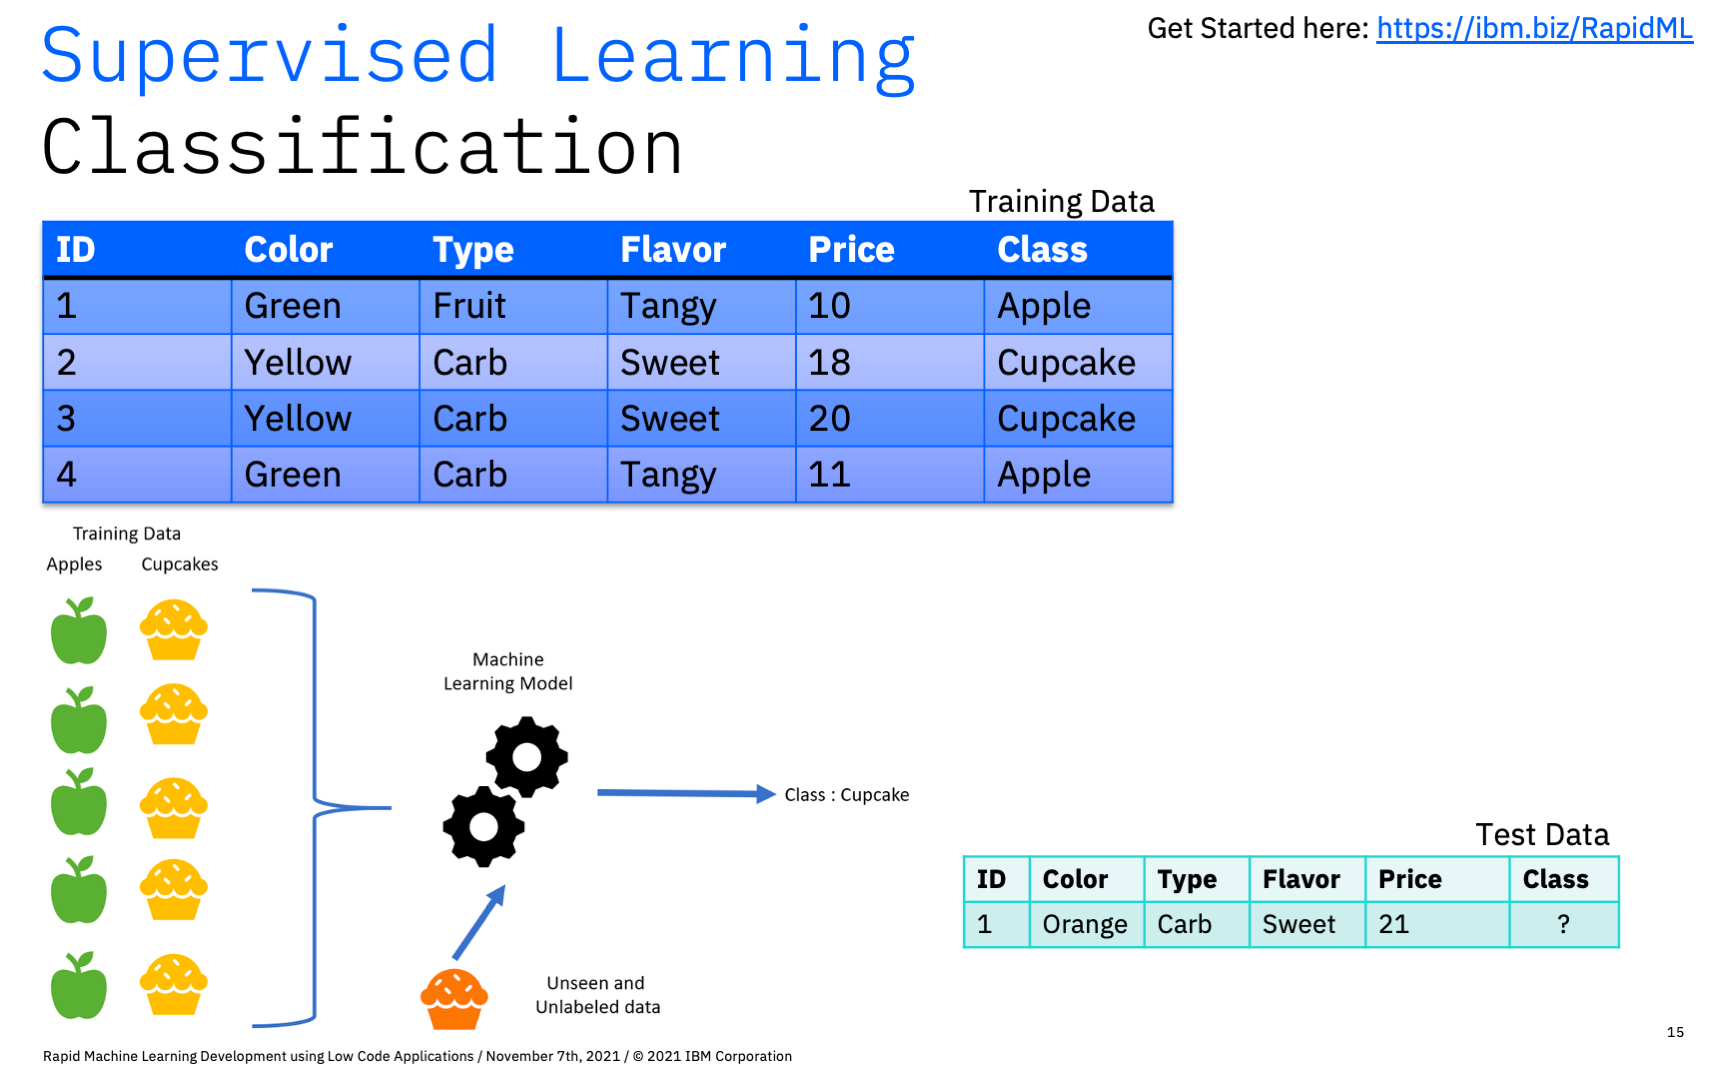 Supervised Learning
Get Started here: https://ibm.biz/RapidML
Classification
Training Data
ID Color Type Flavor Price Class
1 Green Fruit Tangy 10 Apple
2 Yellow Carb Sweet 18 Cupcake
3 Yellow Carb Sweet 20 Cupcake
4 Green Carb Tangy 11 Apple
Training Data
Apples Cupcakes
Machine
Learning Model
Class : Cupcake
Unseen and
Unlabeled data
Test Data
ID Color Type Flavor Price Class
1 Orange Carb Sweet 21 ?
15
Rapid Machine Learning Development using Low Code Applications / November 7th, 2021 / © 2021 IBM Corporation